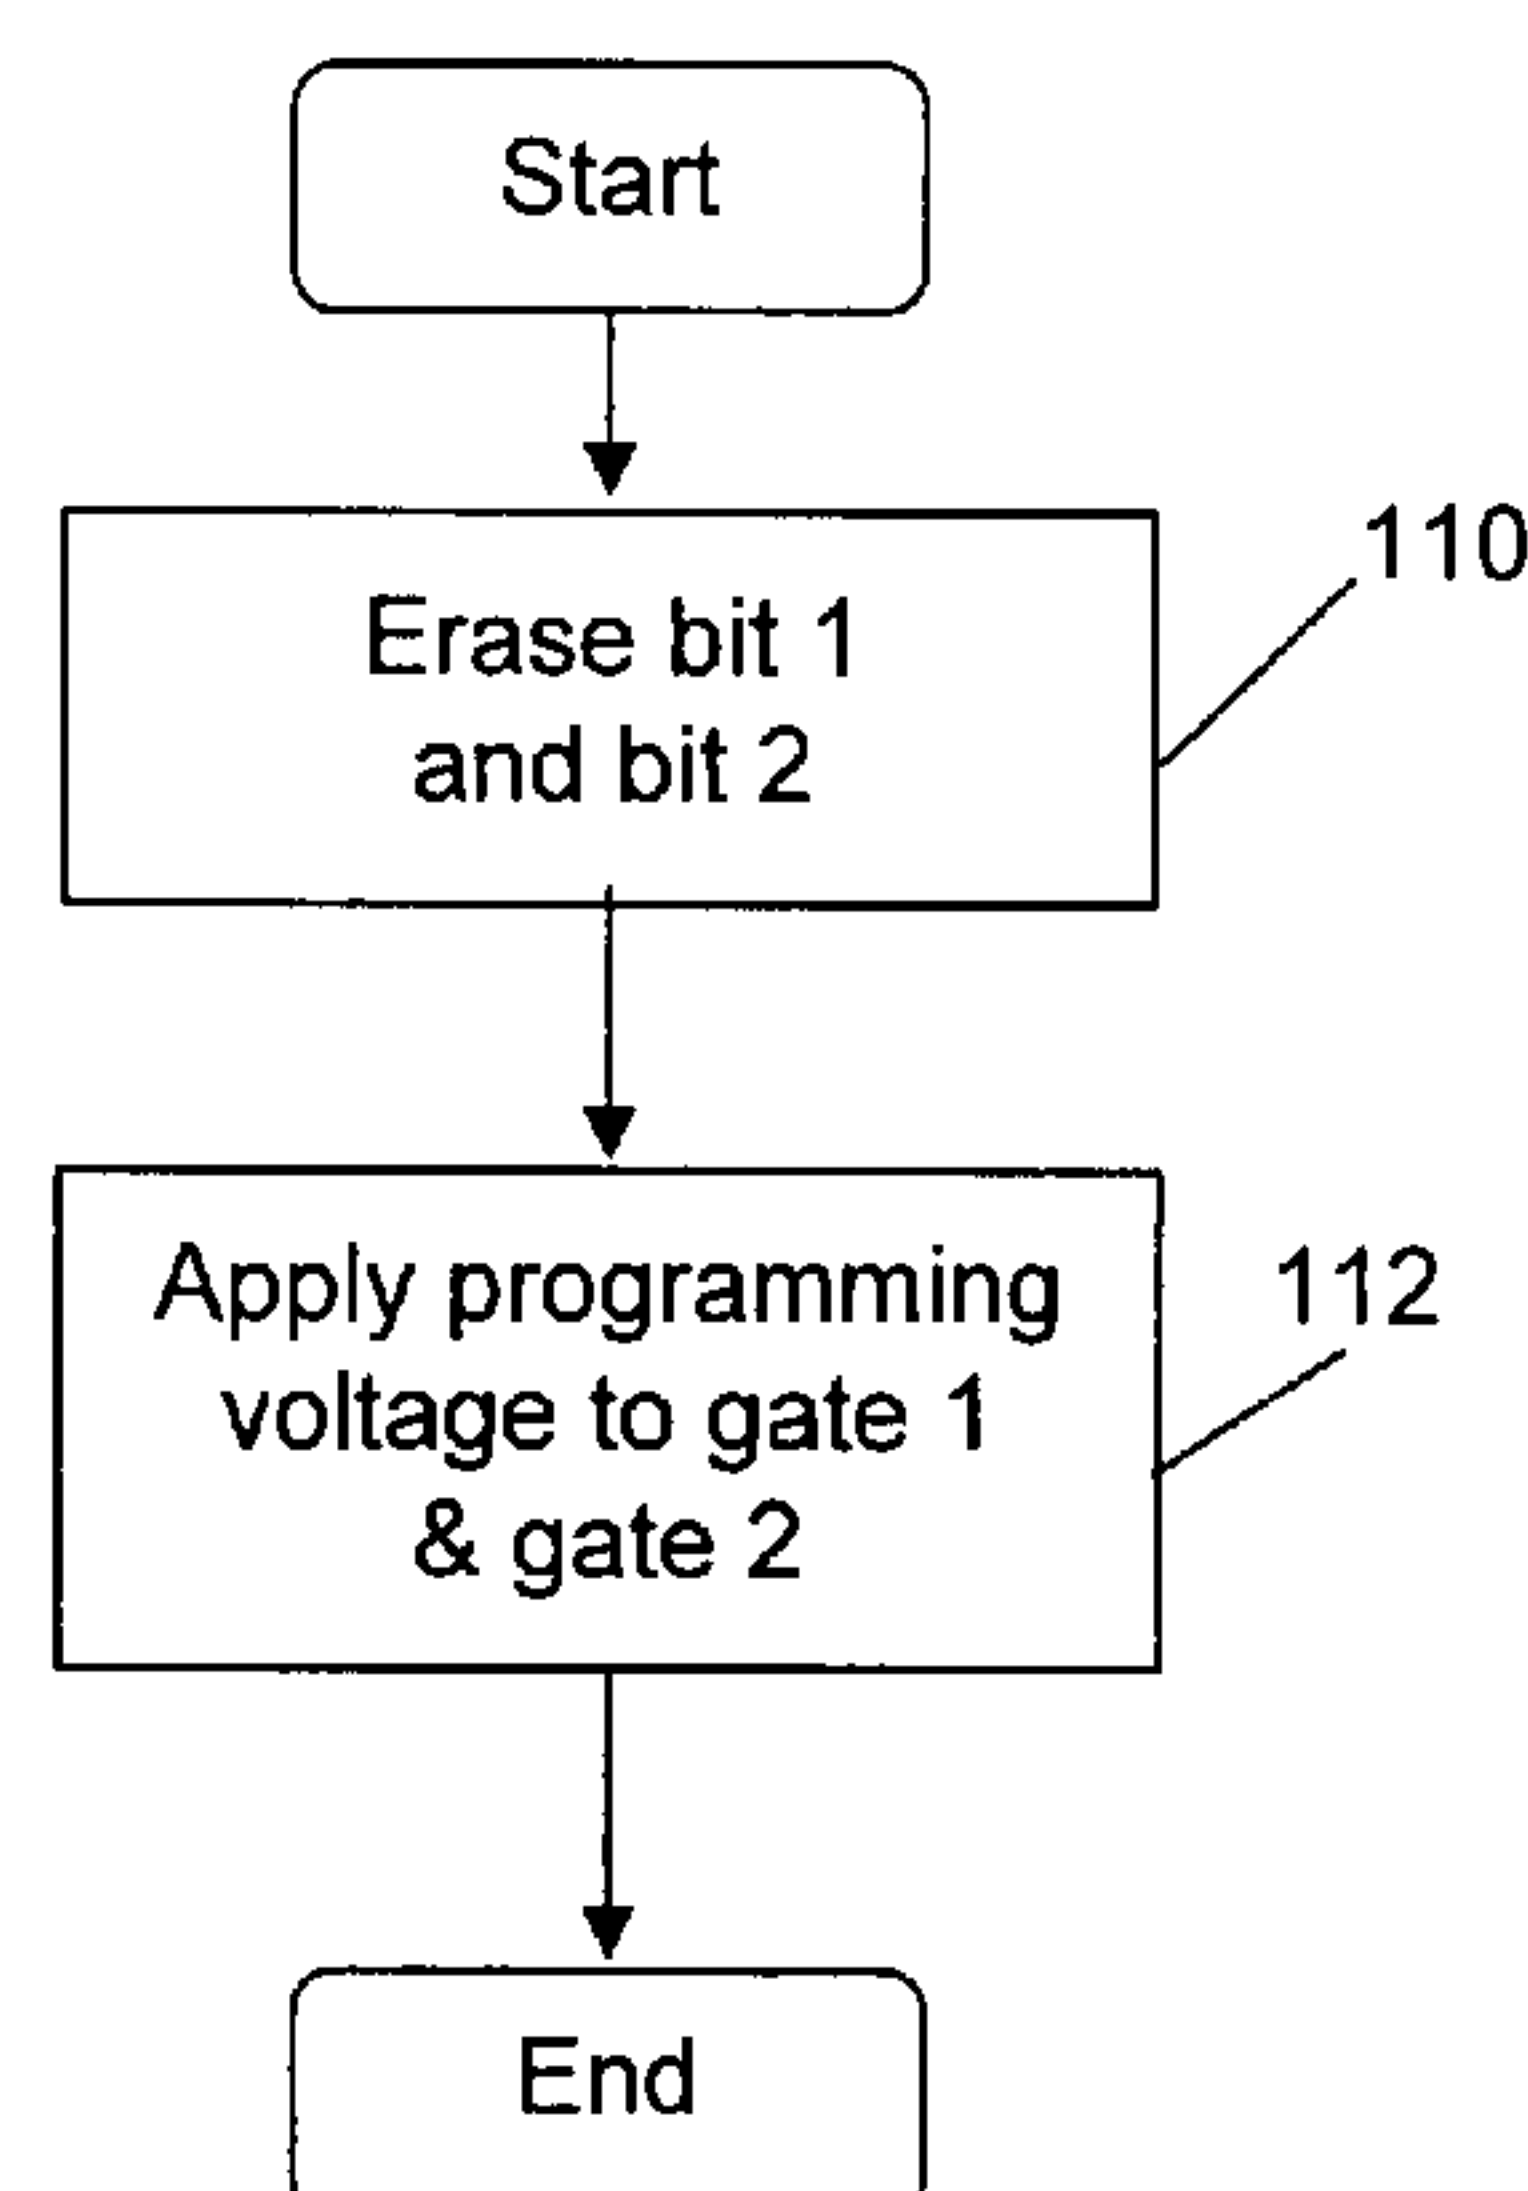 Start
110
Erase bit 1
and bit 2
Apply programming
voltage to gate 1
& gate 2
112
End